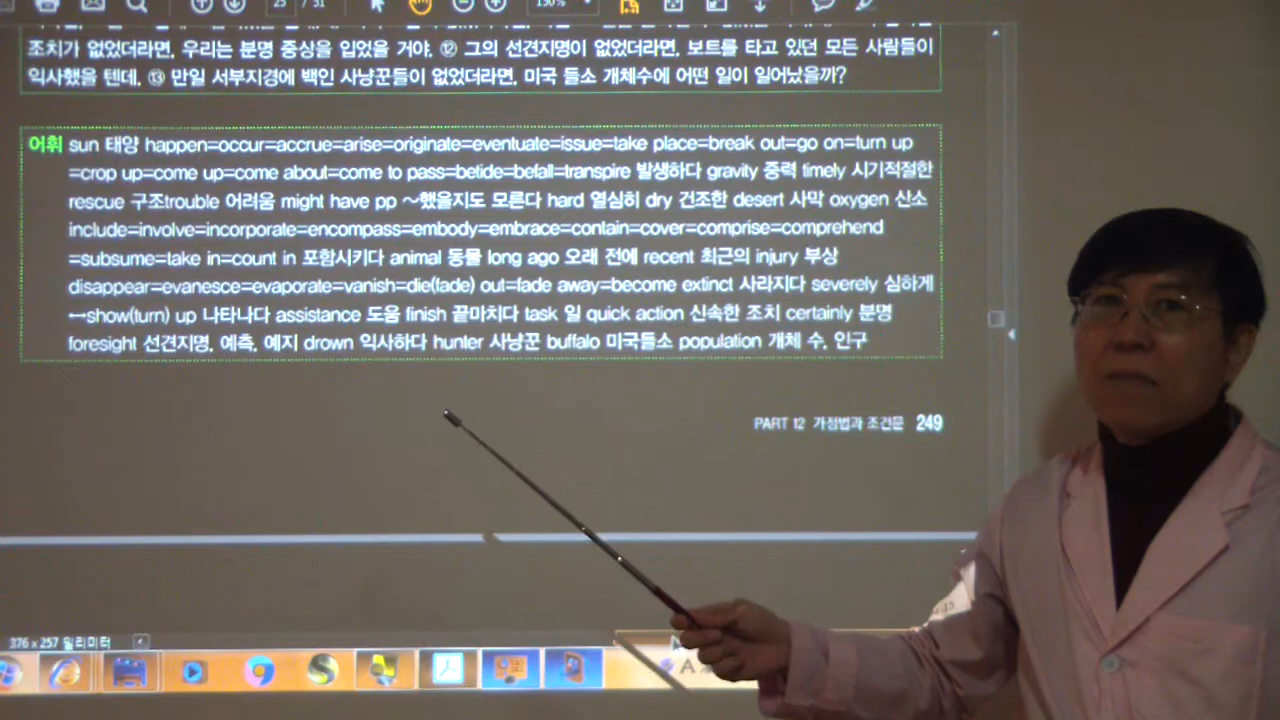 25 / 31
150%
조치가 없었더라면, 우리는 분명 중상을 입었을 거야. ⑫ 그의 선견지명이 없었더라면, 보트를 타고 있던 모든 사람들이
익사했을 텐데, ⑬ 만일 서부지경에 백인 사냥꾼들이 없었더라면, 미국 들소 개체수에 어떤 일이 일어났을까?
어휘 sun 태양 happen=occur=accrue=arise=originate=eventuate=issue=take place=break out=go on=turn up
=crop up=come up=come about=come to pass=betide=befall=transpire 발생하다 gravity 중력 timely 시기적절한
rescue 구조trouble 어려움 might have pp ~했을지도 모른다 hard 열심히 dry 건조한 desert 사막 oxygen 산소
include=involve=incorporate=encompass=embody=embrace=contain=cover=comprise=comprehend
=subsume=take in=count in 포함시키다 animal 동물 long ago 오래 전에 recent 최근의 injury 부상
disappear=evanesce=evaporate=vanish=die(fade) out=fade away=become extinct 사라지다 severely 심하게
↔show(turn) up 나타나다 assistance 도움 finish 끝마치다 task 일 quick action 신속한 조치 certainly 분명
foresight 선견지명, 예측, 예지 drown 익사하다 hunter 사냥꾼 buffalo 미국들소 population 개체 수, 인구
PART 12 가정법과 조건문 249
376 x 257 밀리미터
A